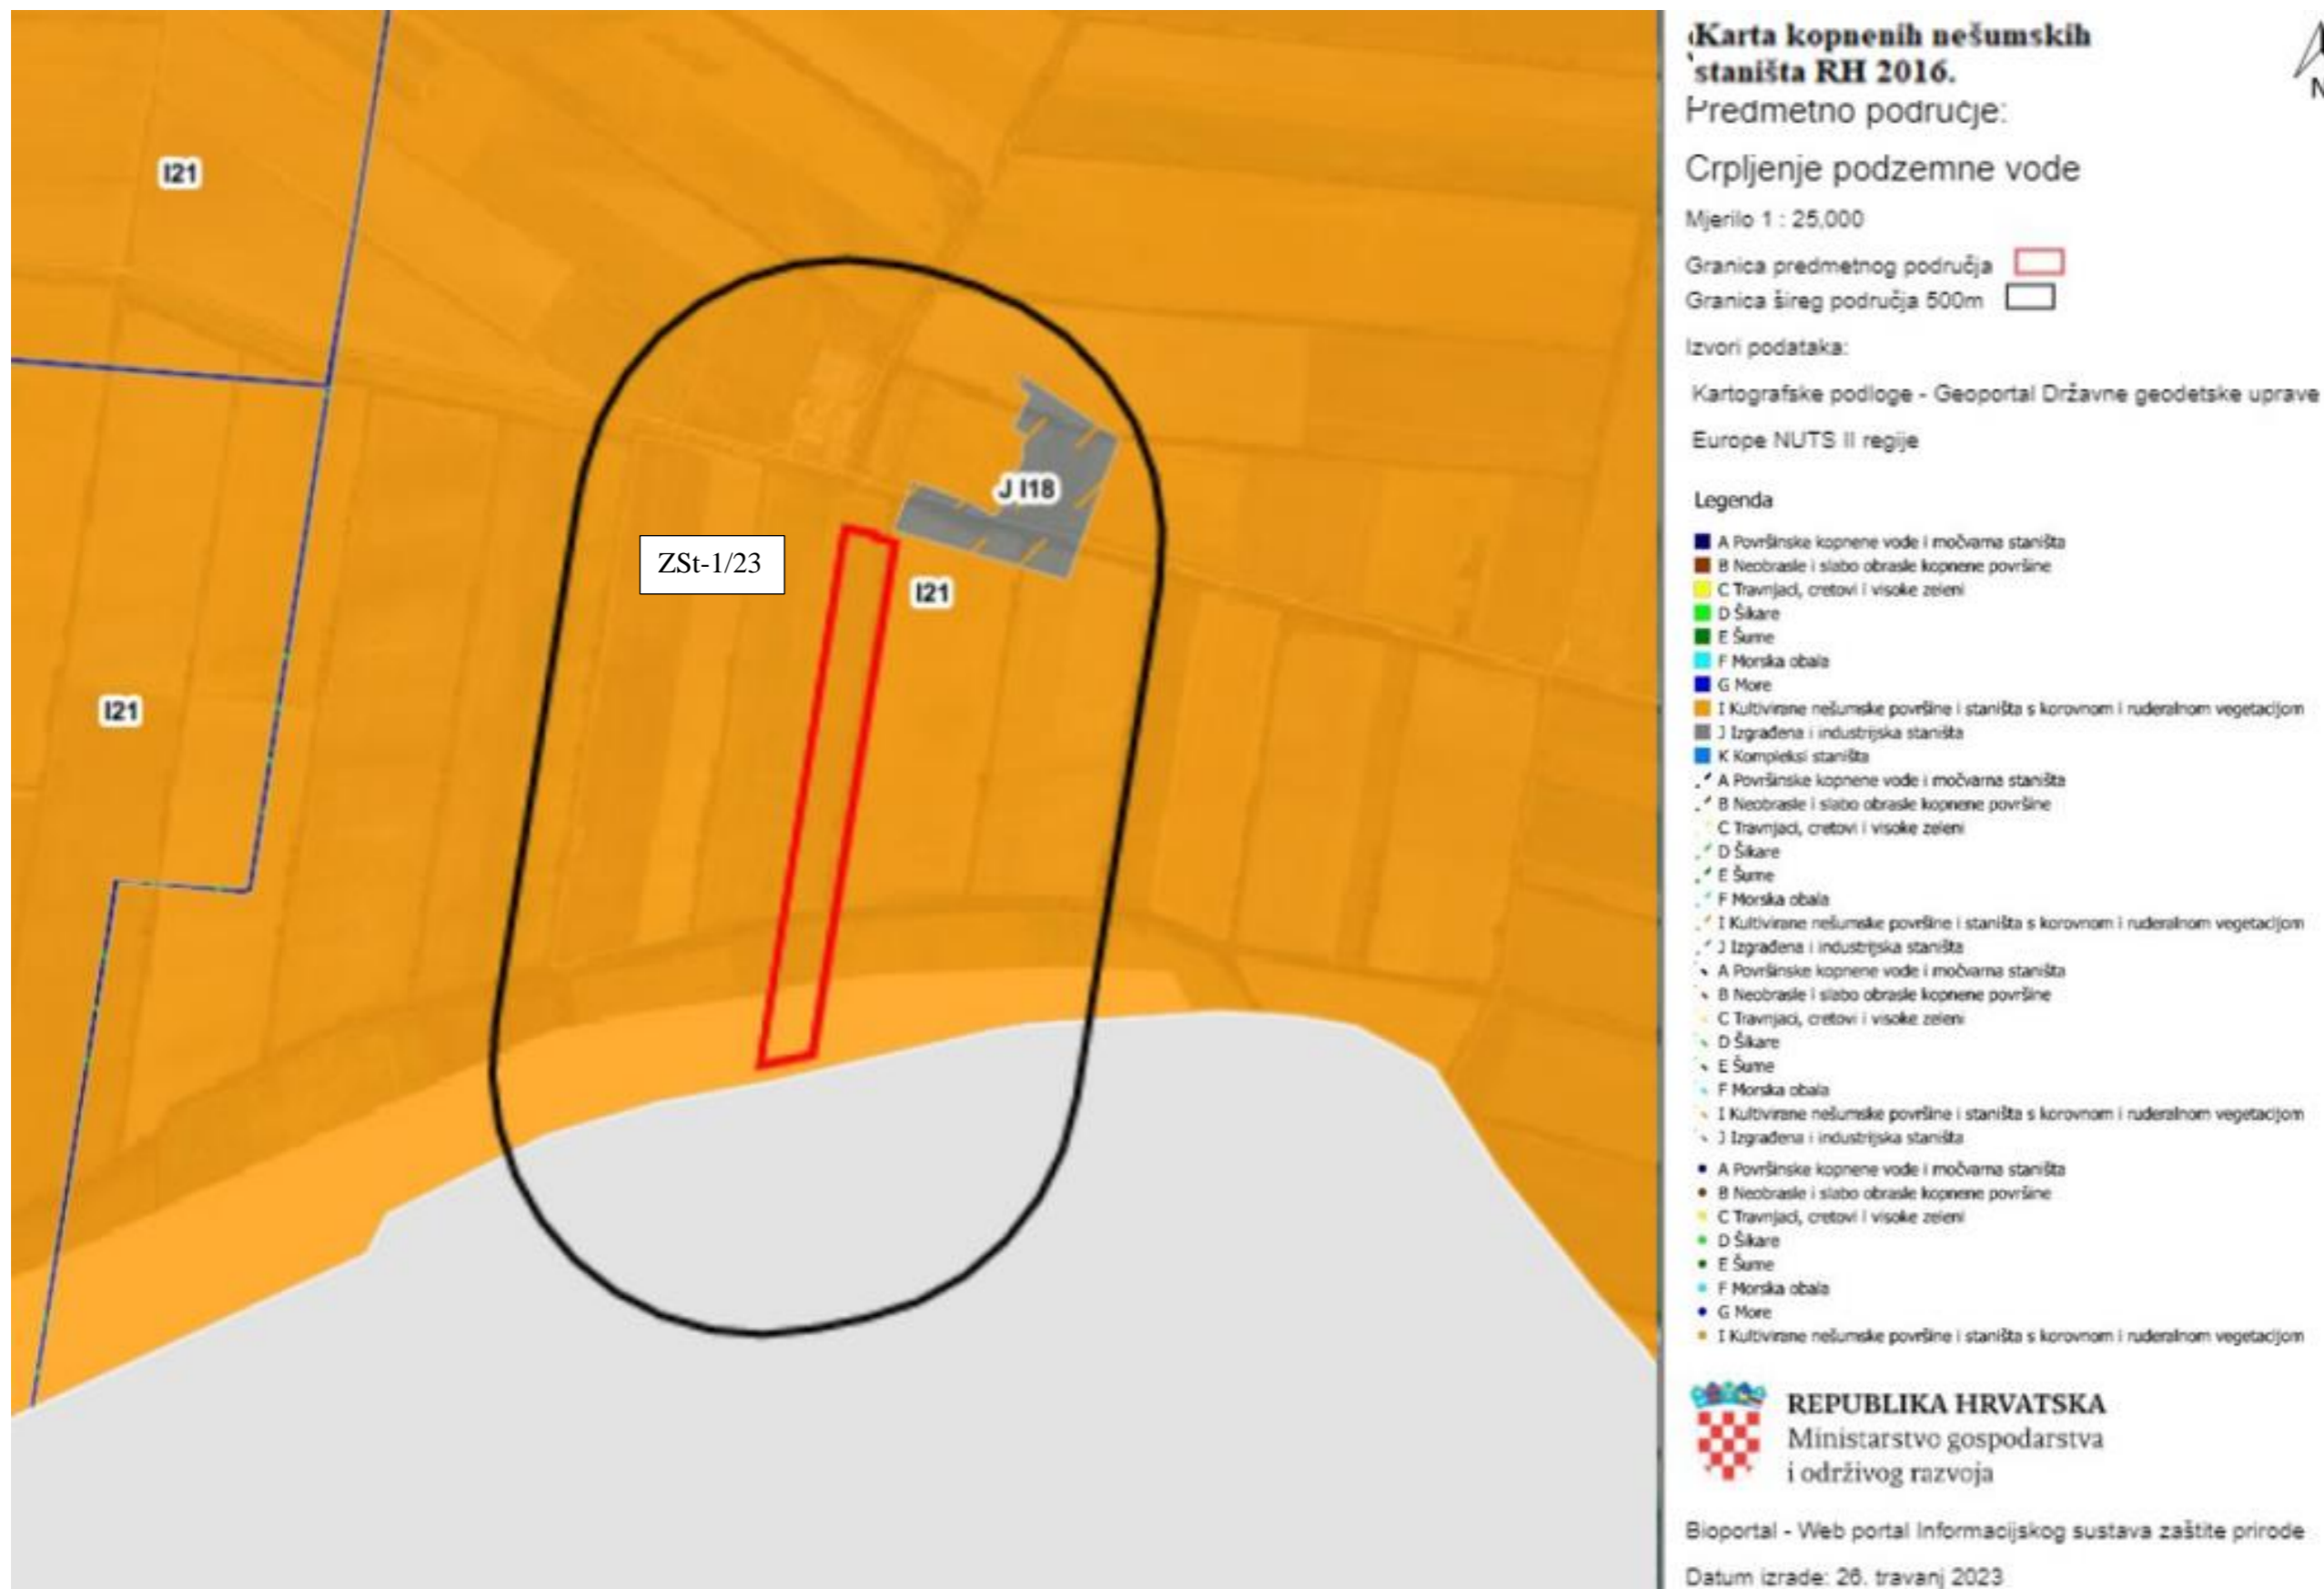 I21
J I18
ZSt-1/23
I21
I21
Karta kopnenih nešumskih
staništa RH 2016.
Predmetno područje:
Crpljenje podzemne vode
Mjerilo 1 : 25,000
Granica predmetnog područja
Granica šireg područja 500m
Izvori podataka:
Kartografske podloge - Geoportal Državne geodetske uprave
Europe NUTS II regije
Legenda
A Površinske kopnene vode i močvarna staništa
B Neobrasle i slabo obrasle kopnene površine
C Travnjaci, cretovi i visoke zeleni
D Šikare
E Šume
F Morska obala
G More
I Kultivirane nešumske površine i staništa s korovnom i ruderalnom vegetacijom
J Izgrađena i industrijska staništa
K Kompleksi staništa
A Površinske kopnene vode i močvarna staništa
B Neobrasle i slabo obrasle kopnene površine
C Travnjaci, cretovi i visoke zeleni
D Šikare
E Šume
F Morska obala
I Kultivirane nešumske površine i staništa s korovnom i ruderalnom vegetacijom
J Izgrađena i industrijska staništa
A Površinske kopnene vode i močvarna staništa
B Neobrasle i slabo obrasle kopnene površine
C Travnjaci, cretovi i visoke zeleni
D Šikare
E Šume
F Morska obala
I Kultivirane nešumske površine i staništa s korovnom i ruderalnom vegetacijom
J Izgrađena i industrijska staništa
A Površinske kopnene vode i močvarna staništa
B Neobrasle i slabo obrasle kopnene površine
C Travnjaci, cretovi i visoke zeleni
D Šikare
E Šume
F Morska obala
G More
I Kultivirane nešumske površine i staništa s korovnom i ruderalnom vegetacijom
REPUBLIKA HRVATSKA
Ministarstvo gospodarstva
i održivog razvoja
Bioportal - Web portal Informacijskog sustava zaštite prirode
Datum izrade: 26. travanj 2023